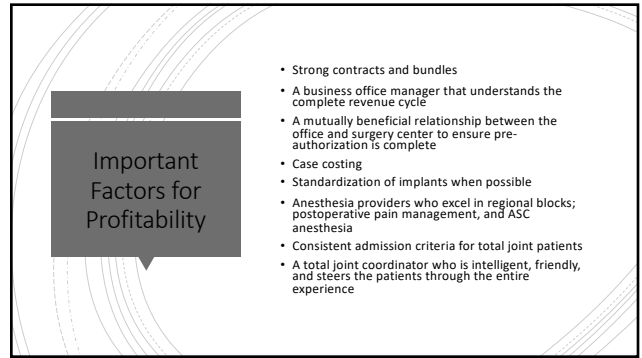 Important
Factors for
Profitability
• Strong contracts and bundles
• A business office manager that understands the
complete revenue cycle
• A mutually beneficial relationship between the
office and surgery center to ensure pre-
authorization is complete
• Case costing
• Standardization of implants when possible
• Anesthesia providers who excel in regional blocks;
postoperative pain management, and ASC
anesthesia
• Consistent admission criteria for total joint patients
• A total joint coordinator who is intelligent, friendly,
and steers the patients through the entire
experience